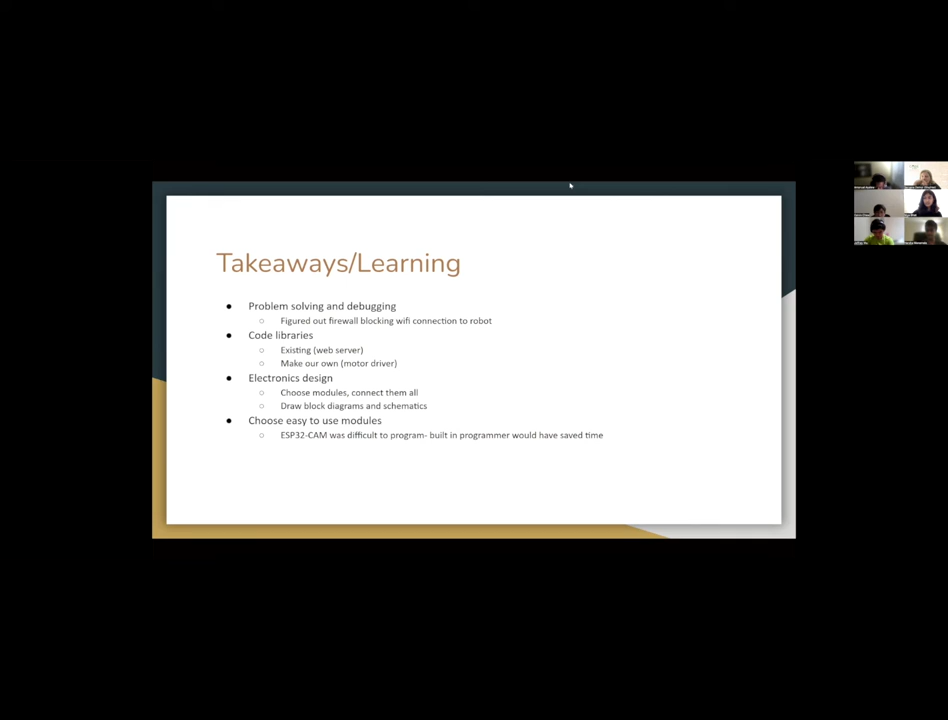 Takeaways/Learning
● Problem solving and debugging
○ Figured out firewall blocking wifi connection to robot
● Code libraries
○ Existing (web server)
○ Make our own (motor driver)
● Electronics design
○ Choose modules, connect them all
○ Draw block diagrams and schematics
● Choose easy to use modules
○ ESP32-CAM was difficult to program- built in programmer would have saved time